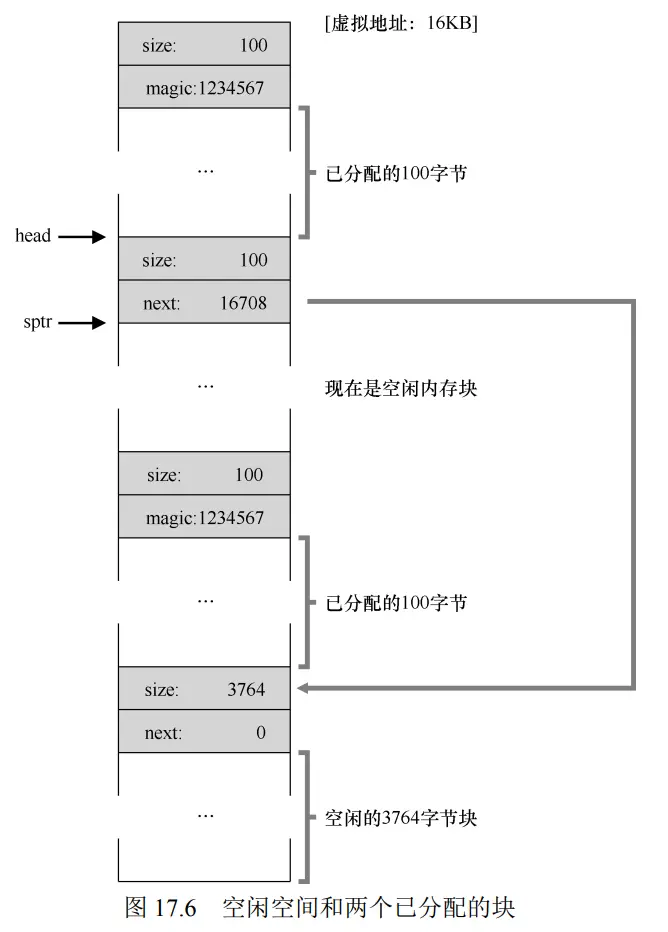 [虚拟地址：16KB]
size: 100
magic:1234567
...
已分配的100字节
head
size: 100
next: 16708
sptr
...
现在是空闲内存块
size: 100
magic:1234567
...
已分配的100字节
size: 3764
next: 0
...
空闲的3764字节块
图 17.6 空闲空间和两个已分配的块